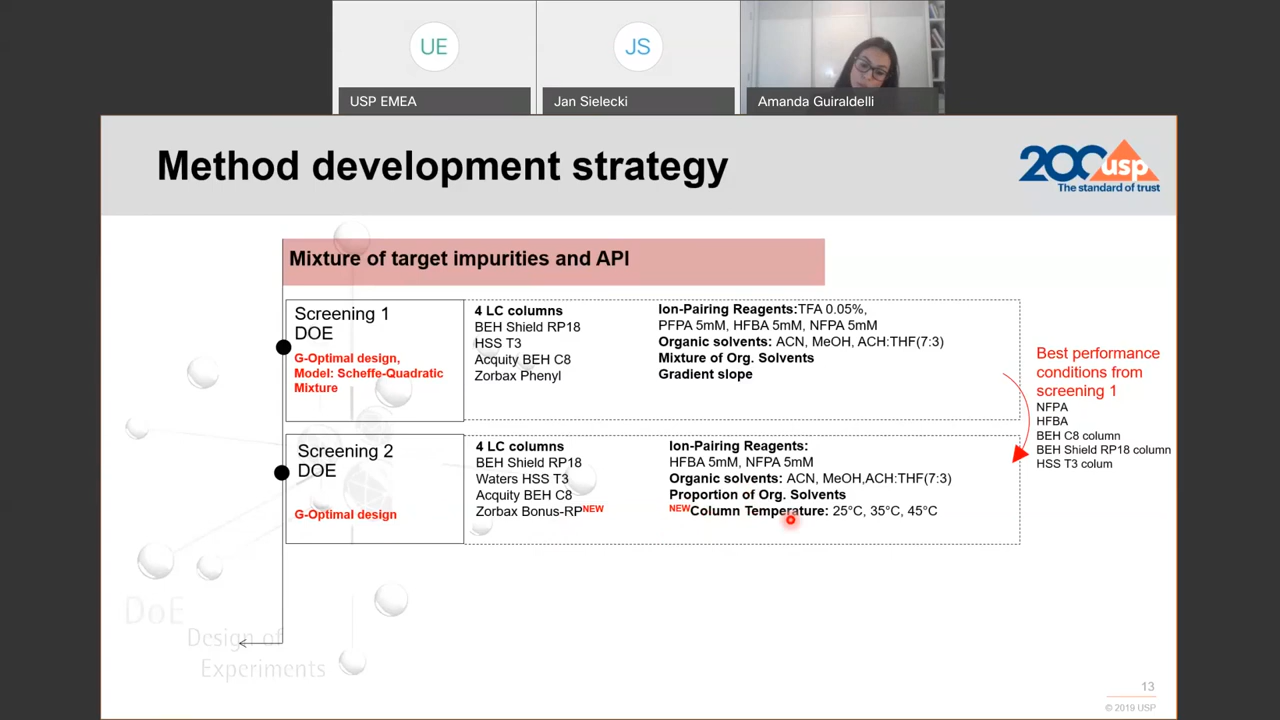 UE
JS
USP EMEA
Jan Sielecki
Amanda Guiraldelli
Method development strategy
200 usp
The standard of trust
Mixture of target impurities and API
Screening 1
DOE
G-Optimal design,
Model: Scheffe-Quadratic
Mixture
4 LC columns
BEH Shield RP18
HSS T3
Acquity BEH C8
Zorbax Phenyl
Ion-Pairing Reagents:TFA 0.05%,
PFPA 5mM, HFBA 5mM, NFPA 5mM
Organic solvents: ACN, MeOH, ACH:THF(7:3)
Mixture of Org. Solvents
Gradient slope
Best performance
conditions from
screening 1
NFPA
HFBA
BEH C8 column
BEH Shield RP18 column
HSS T3 colum
Screening 2
DOE
G-Optimal design
4 LC columns
BEH Shield RP18
Waters HSS T3
Acquity BEH C8
Zorbax Bonus-RPNEW
Ion-Pairing Reagents:
HFBA 5mM, NFPA 5mM
Organic solvents: ACN, MeOH,ACH:THF(7:3)
Proportion of Org. Solvents
NEWColumn Temperature: 25°C, 35°C, 45°C
DoE
Design of
Experiments
13
© 2019 USP